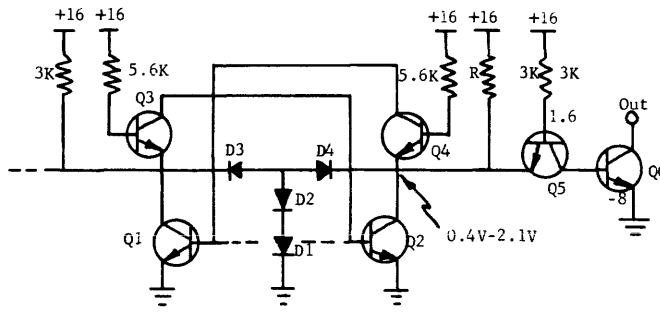 +16 +16 +16 +16 +16
3K 5.6K 5.6K R 3K 3K
Q3 Out
1.6
D3 D4 Q4
Q5 Q6
D2 -8
Q1 D1 Q2 0.4V-2.1V